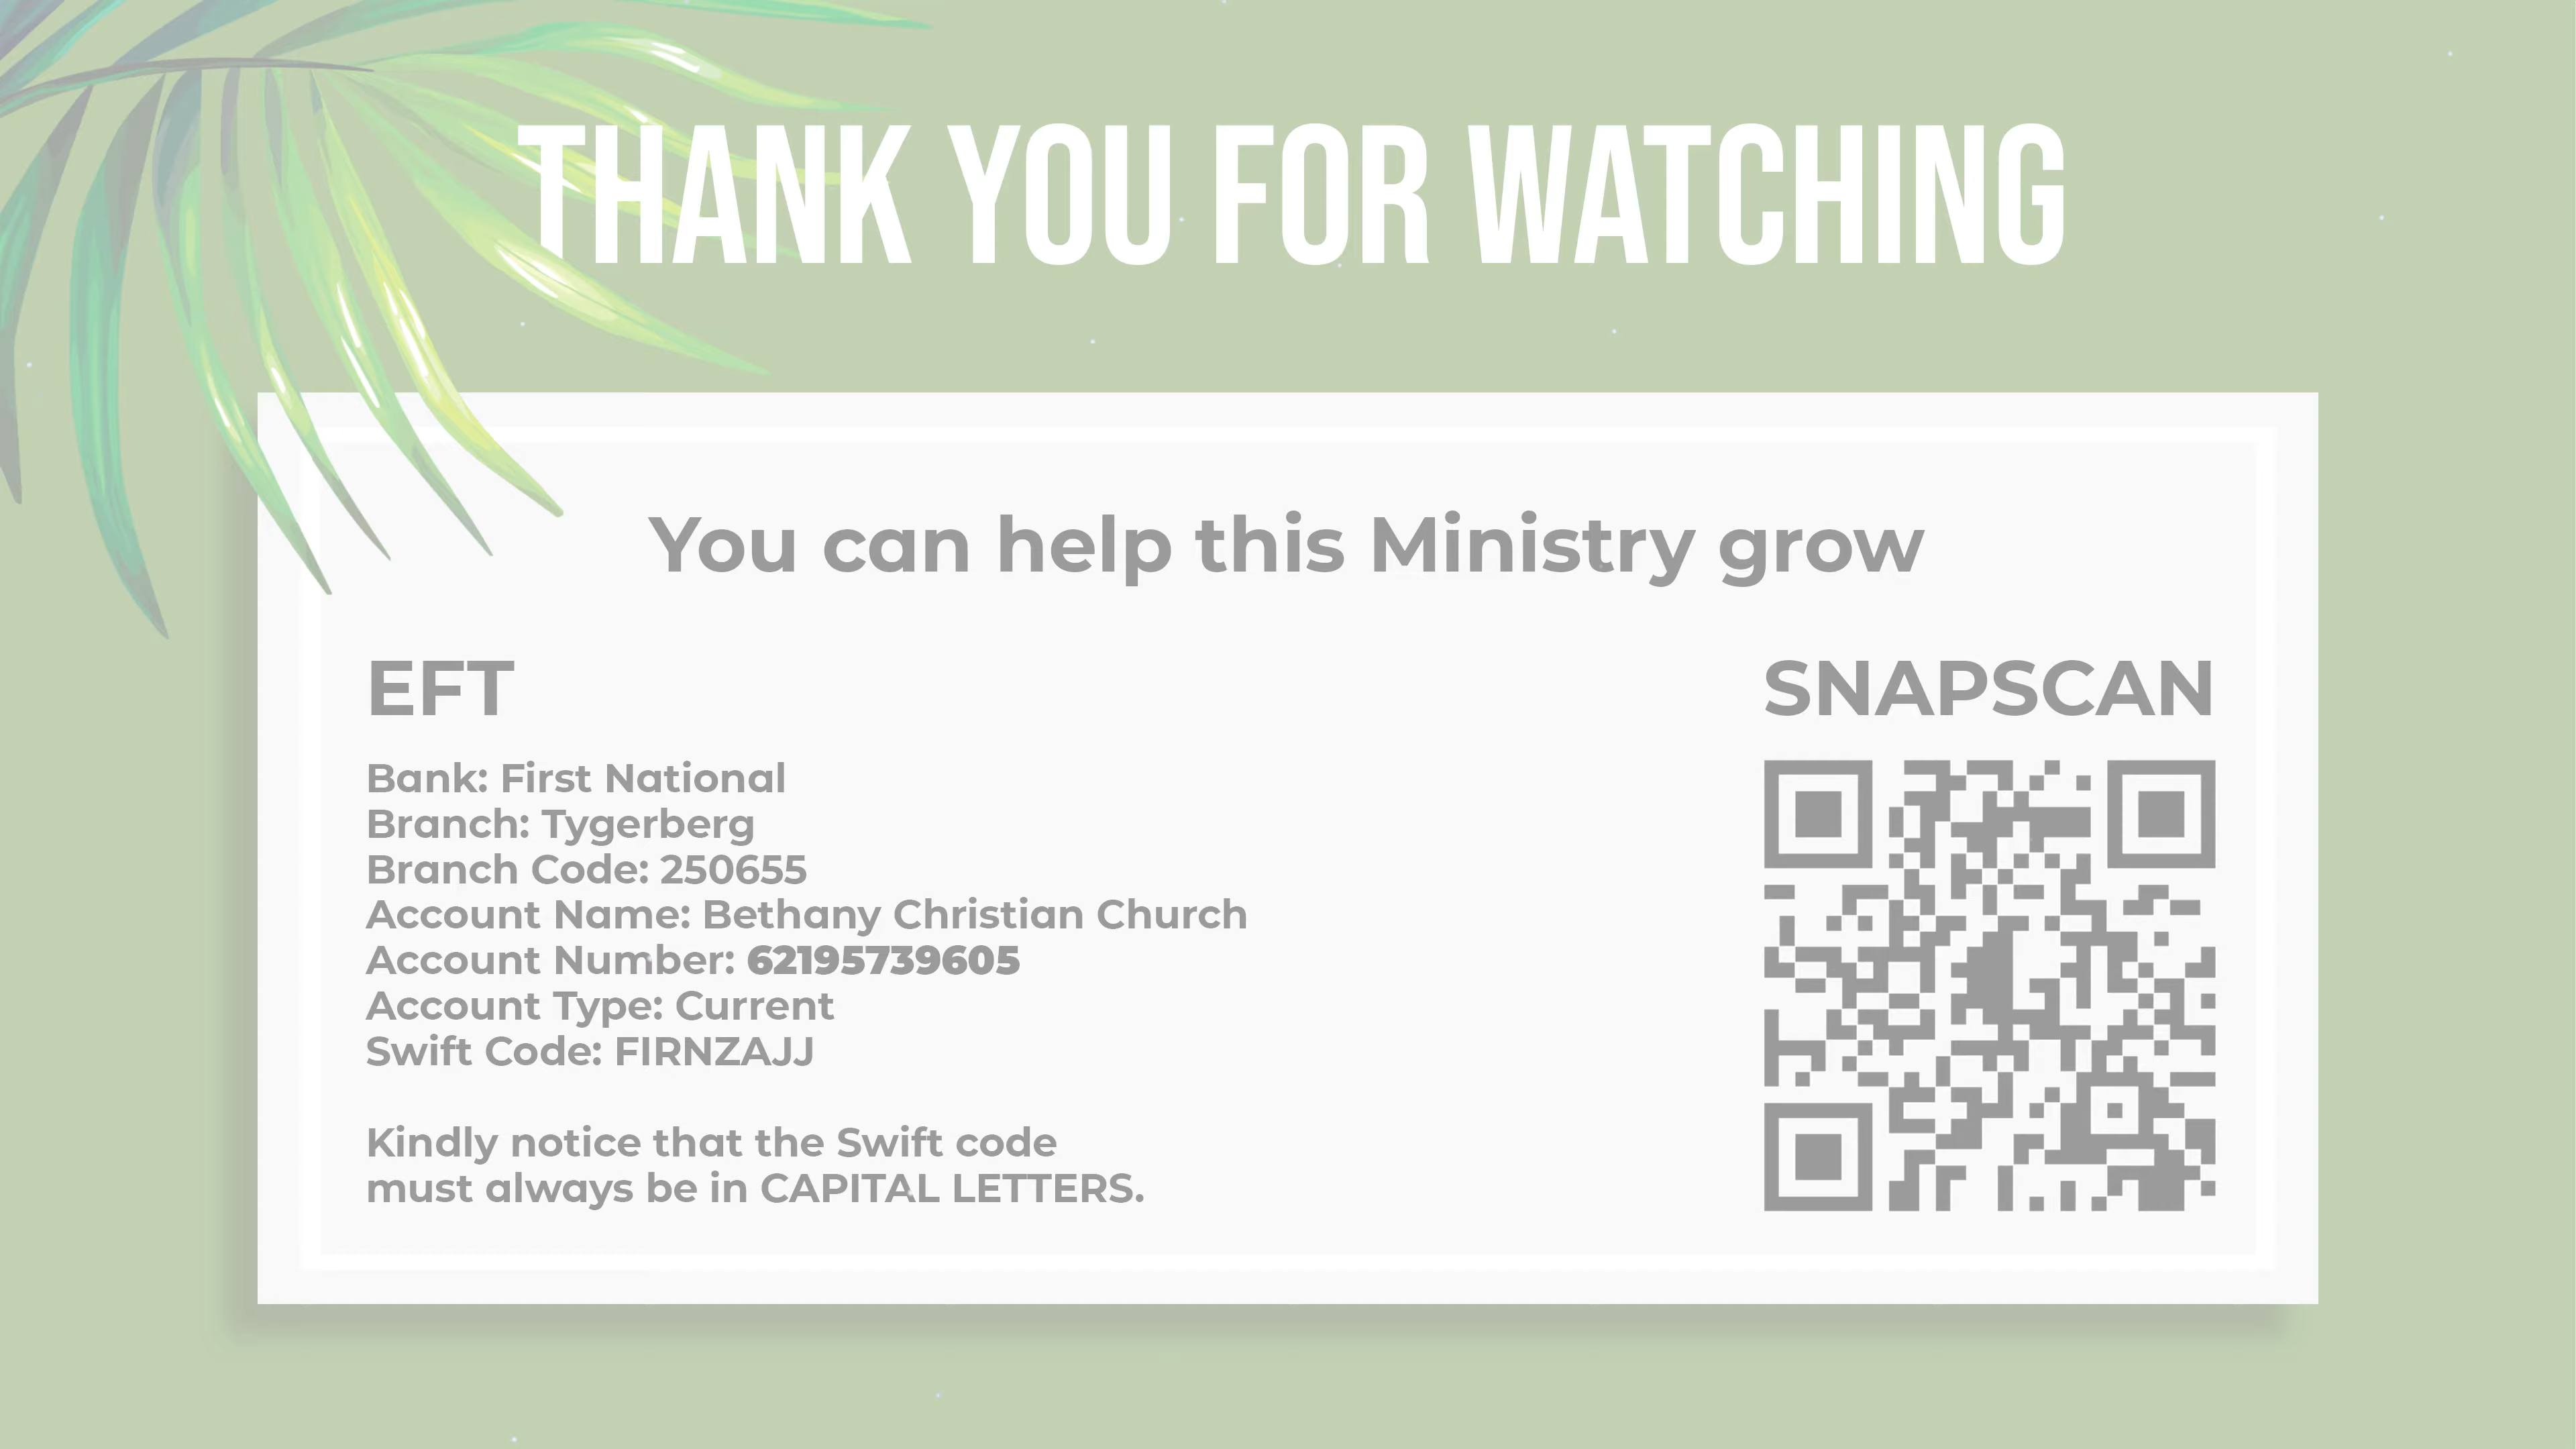 THANK YOU FOR WATCHING
You can help this Ministry grow
EFT
Bank: First National
Branch: Tygerberg
Branch Code: 250655
Account Name: Bethany Christian Church
Account Number: 62195739605
Account Type: Current
Swift Code: FIRNZAJJ
Kindly notice that the Swift code
must always be in CAPITAL LETTERS.
SNAPSCAN